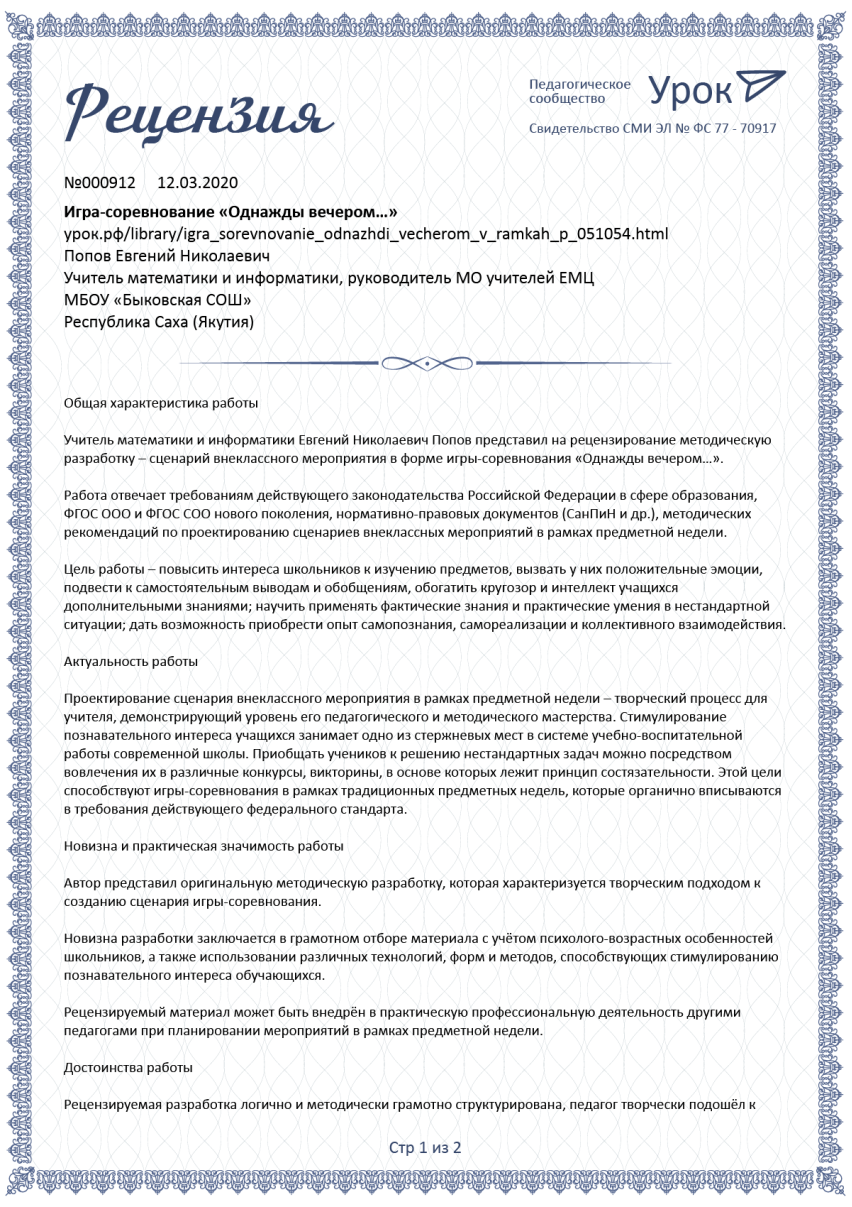 Рецензия
Педагогическое
сообщество
Урок
Свидетельство СМИ ЭЛ № ФС 77 - 70917
№000912 12.03.2020
Игра-соревнование «Однажды вечером…»
урок.рф/library/igra_sorevnovanie_odnazhdi_vecherom_v_ramkah_p_051054.html
Попов Евгений Николаевич
Учитель математики и информатики, руководитель МО учителей ЕМЦ
МБОУ «Быковская СОШ»
Республика Саха (Якутия)
Общая характеристика работы
Учитель математики и информатики Евгений Николаевич Попов представил на рецензирование методическую
разработку – сценарий внеклассного мероприятия в форме игры-соревнования «Однажды вечером…».
Работа отвечает требованиям действующего законодательства Российской Федерации в сфере образования,
ФГОС ООО и ФГОС СОО нового поколения, нормативно-правовых документов (СанПиН и др.), методических
рекомендаций по проектированию сценариев внеклассных мероприятий в рамках предметной недели.
Цель работы – повысить интереса школьников к изучению предметов, вызвать у них положительные эмоции,
подвести к самостоятельным выводам и обобщениям, обогатить кругозор и интеллект учащихся
дополнительными знаниями; научить применять фактические знания и практические умения в нестандартной
ситуации; дать возможность приобрести опыт самопознания, самореализации и коллективного взаимодействия.
Актуальность работы
Проектирование сценария внеклассного мероприятия в рамках предметной недели – творческий процесс для
учителя, демонстрирующий уровень его педагогического и методического мастерства. Стимулирование
познавательного интереса учащихся занимает одно из стержневых мест в системе учебно-воспитательной
работы современной школы. Приобщать учеников к решению нестандартных задач можно посредством
вовлечения их в различные конкурсы, викторины, в основе которых лежит принцип состязательности. Этой цели
способствуют игры-соревнования в рамках традиционных предметных недель, которые органично вписываются
в требования действующего федерального стандарта.
Новизна и практическая значимость работы
Автор представил оригинальную методическую разработку, которая характеризуется творческим подходом к
созданию сценария игры-соревнования.
Новизна разработки заключается в грамотном отборе материала с учётом психолого-возрастных особенностей
школьников, а также использовании различных технологий, форм и методов, способствующих стимулированию
познавательного интереса обучающихся.
Рецензируемый материал может быть внедрён в практическую профессиональную деятельность другими
педагогами при планировании мероприятий в рамках предметной недели.
Достоинства работы
Рецензируемая разработка логично и методически грамотно структурирована, педагог творчески подошёл к
Стр 1 из 2